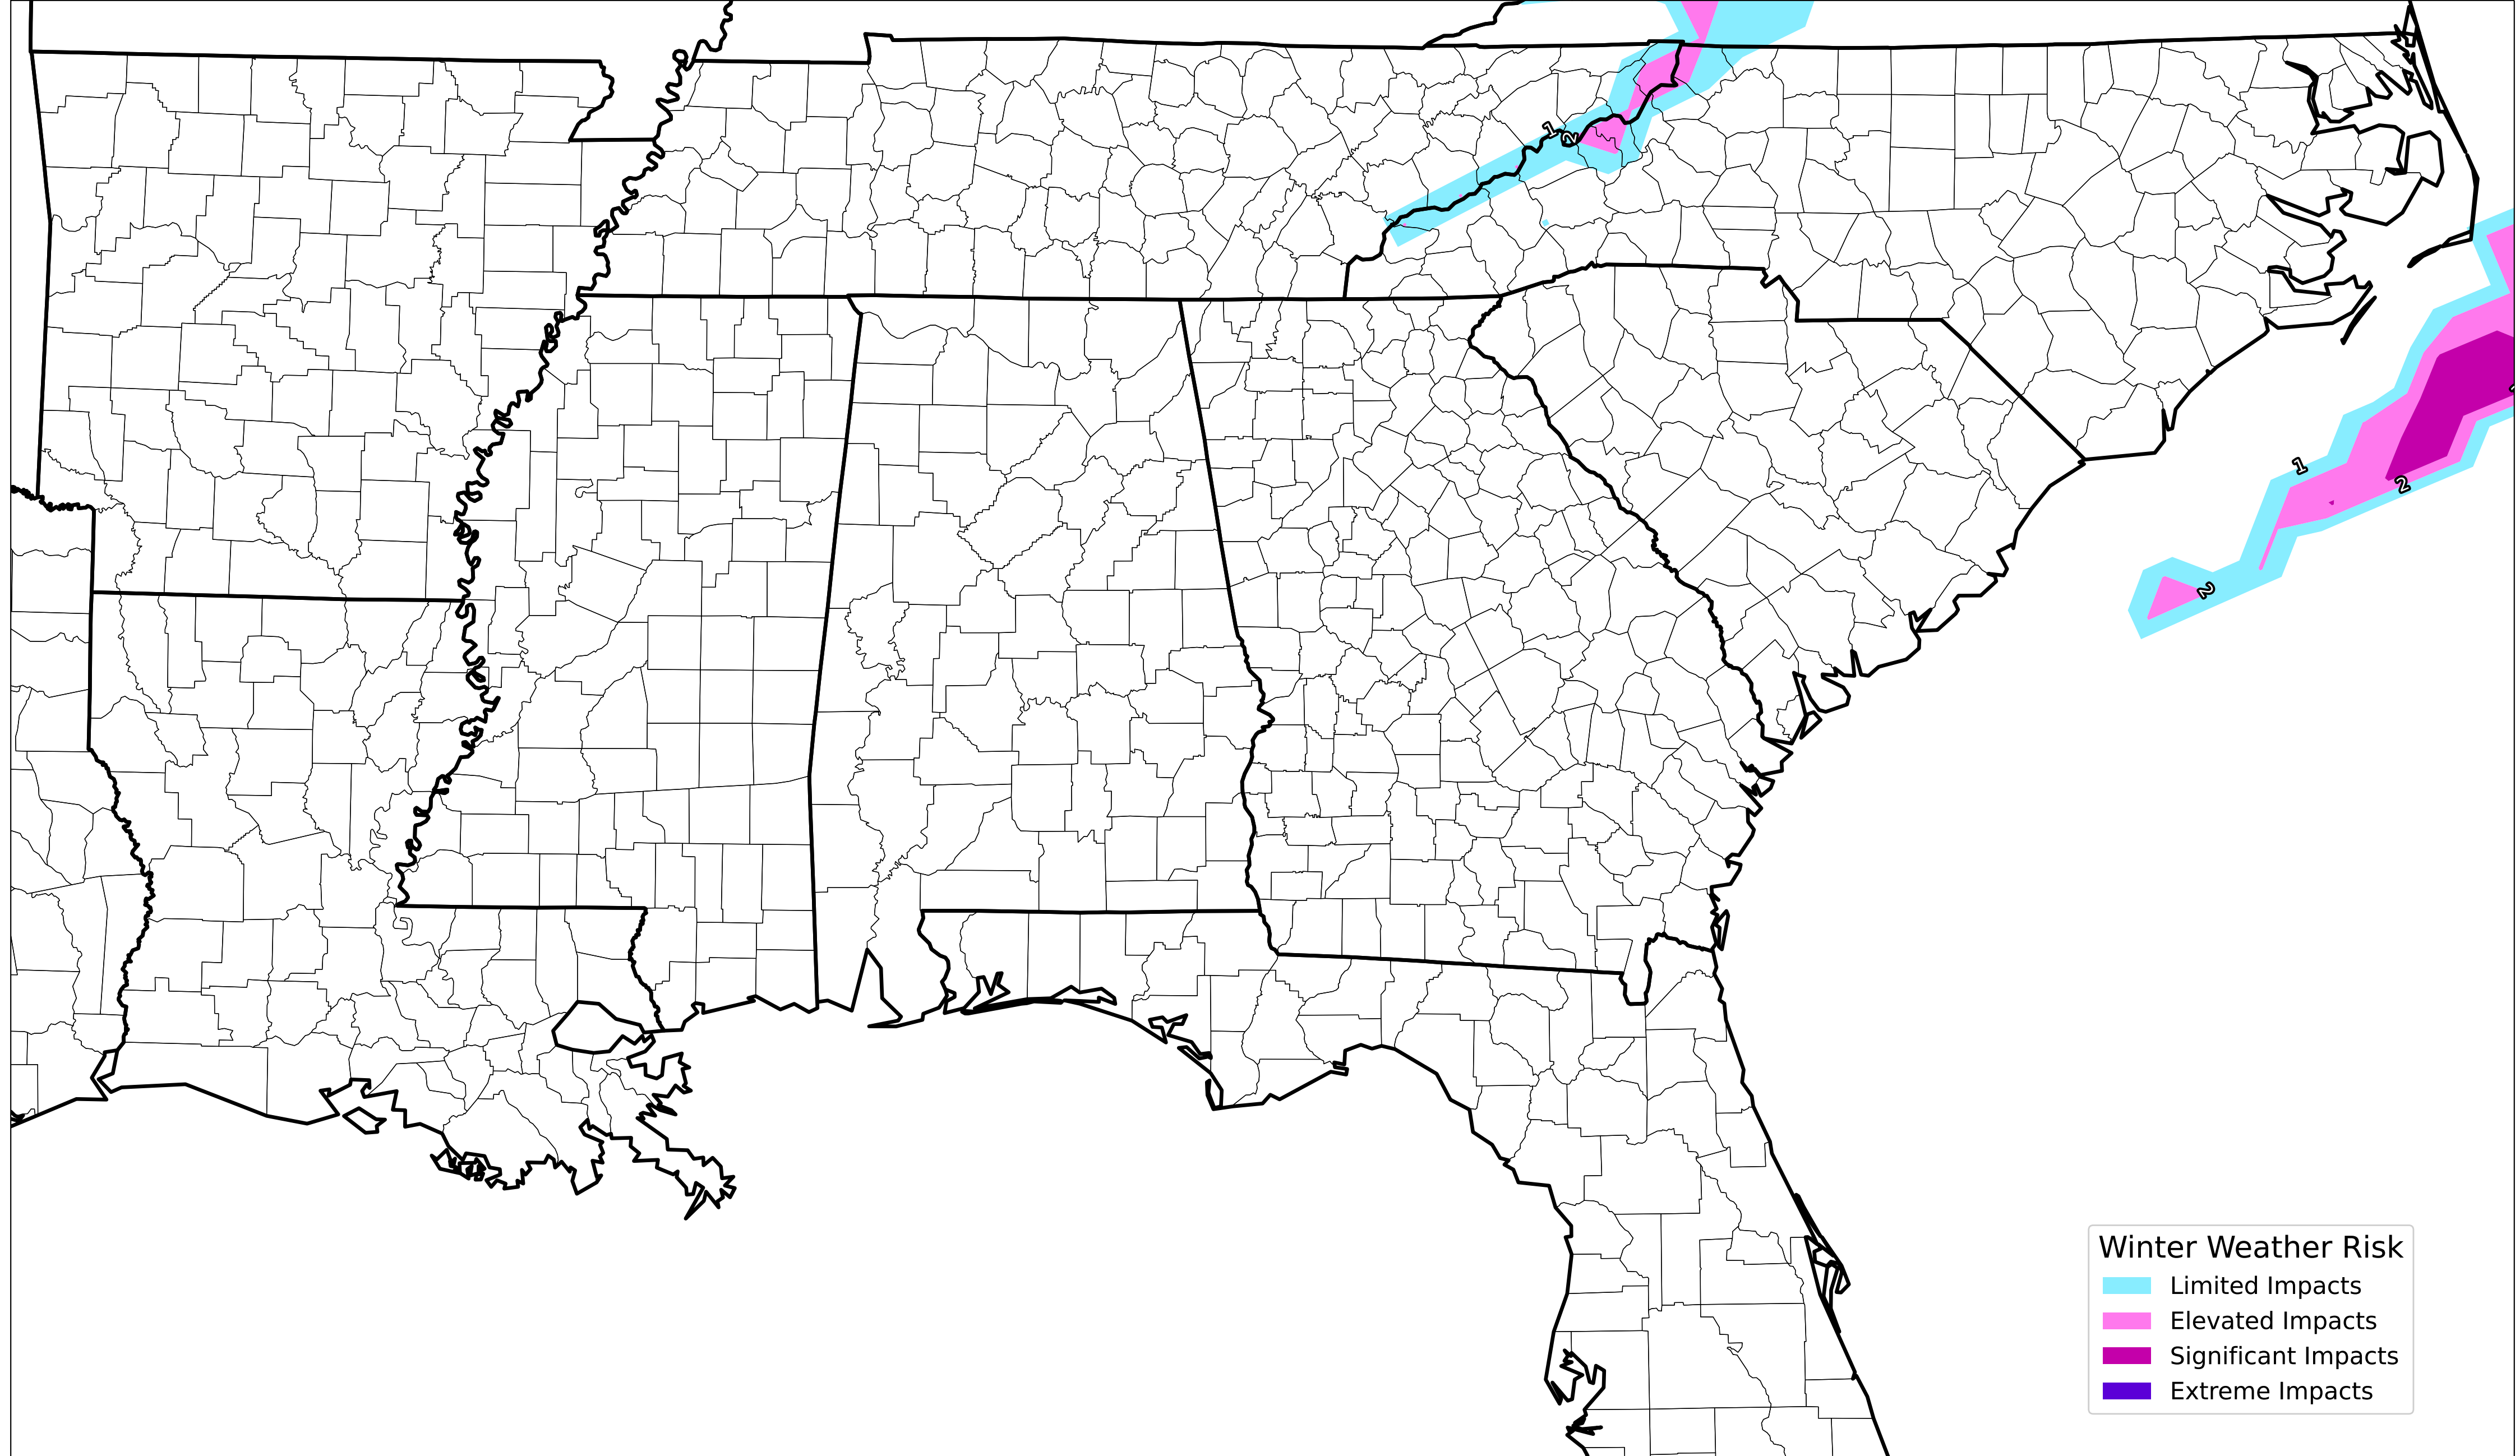 1
2
1
2
2
Winter Weather Risk
Limited Impacts
Elevated Impacts
Significant Impacts
Extreme Impacts